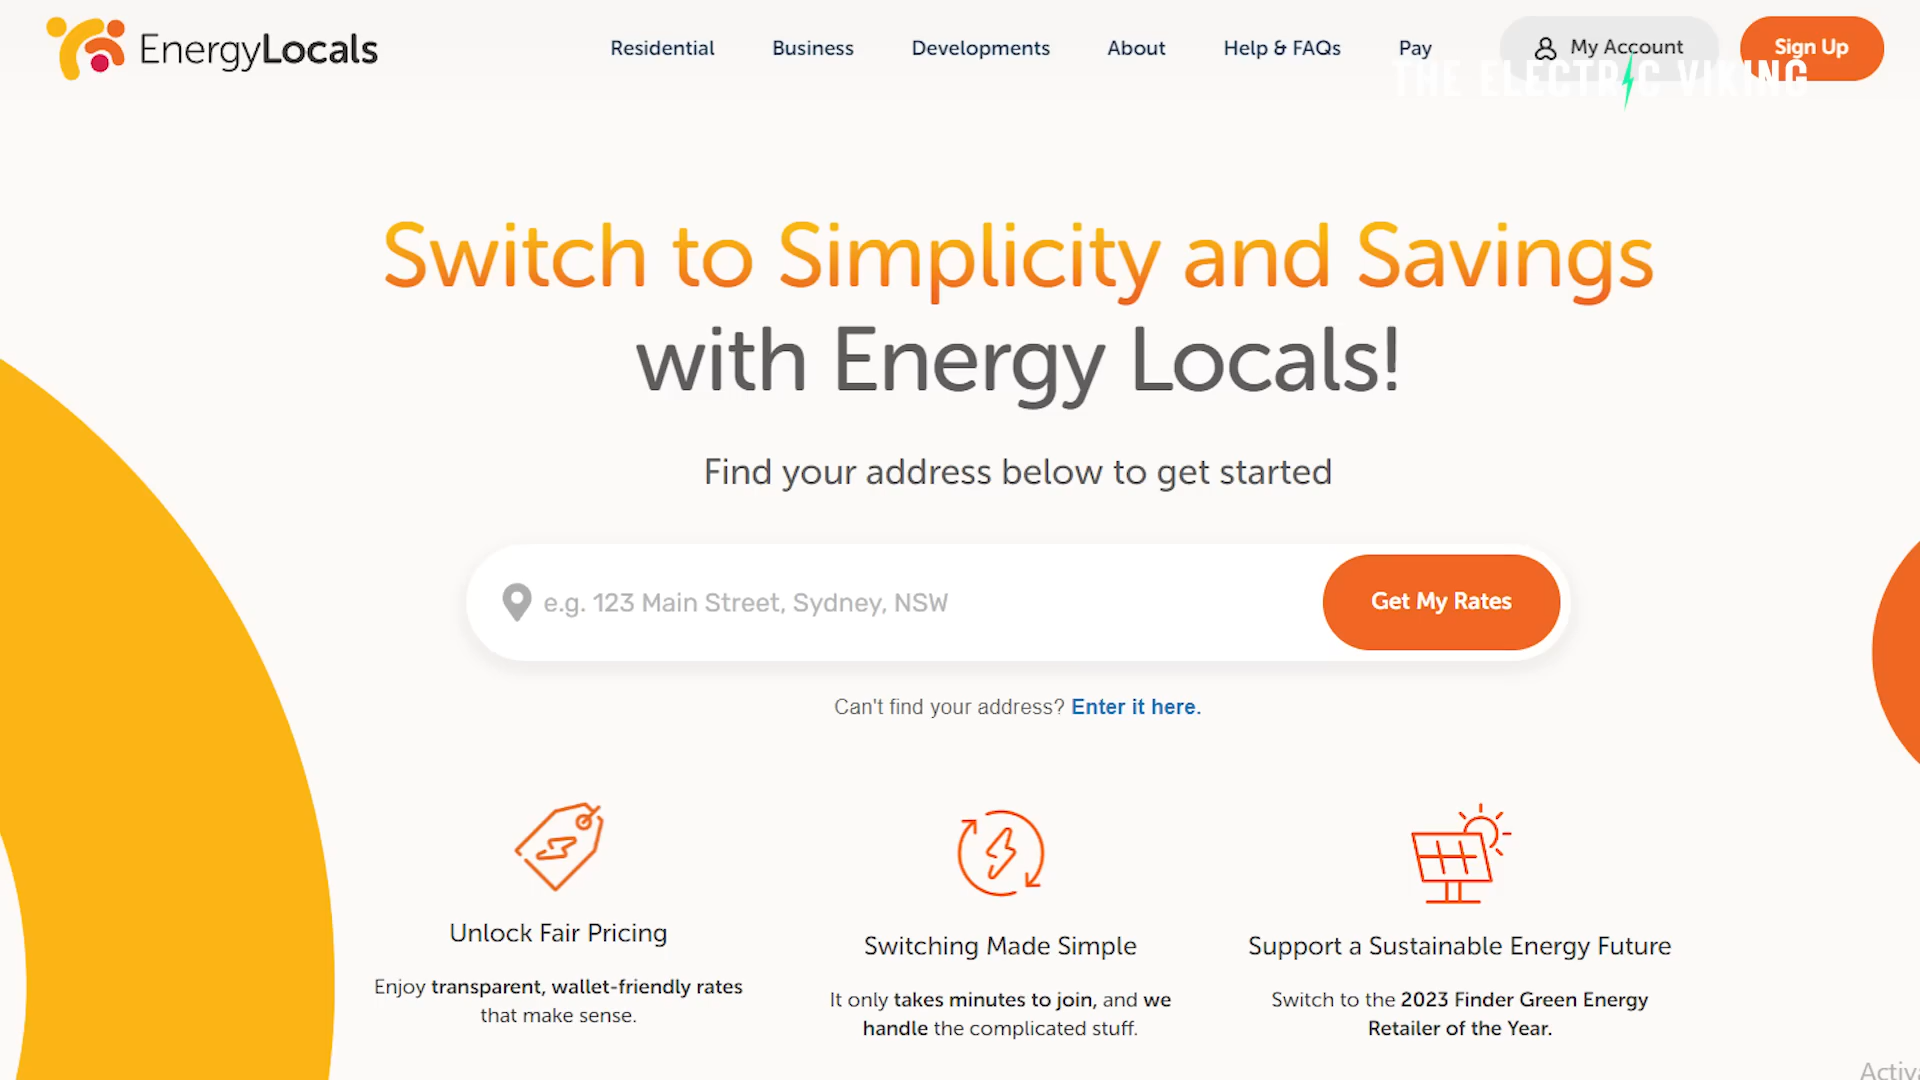 EnergyLocals
Residential Business Developments About Help & FAQs Pay My Account Sign Up
THE ELECTRIC VIKING
Switch to Simplicity and Savings
with Energy Locals!
Find your address below to get started
e.g. 123 Main Street, Sydney, NSW
Get My Rates
Can't find your address? Enter it here.
Unlock Fair Pricing
Enjoy transparent, wallet-friendly rates
that make sense.
Switching Made Simple
It only takes minutes to join, and we
handle the complicated stuff.
Support a Sustainable Energy Future
Switch to the 2023 Finder Green Energy
Retailer of the Year.